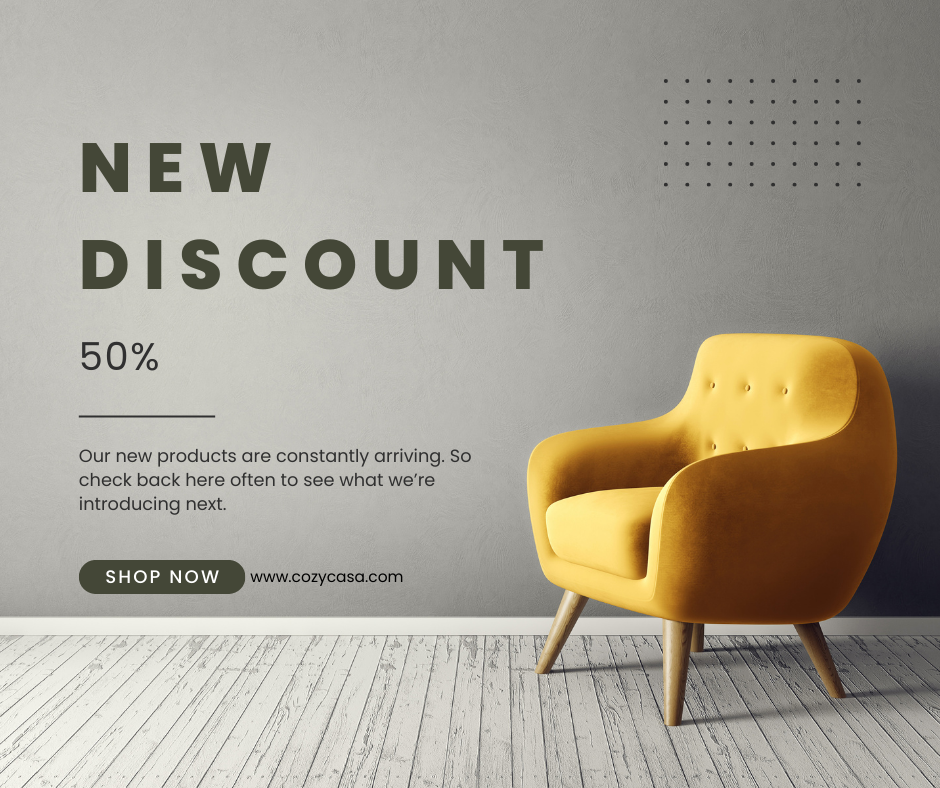 NEW
DISCOUNT
50%
Our new products are constantly arriving. So
check back here often to see what we’re
introducing next.
SHOP NOW www.cozycasa.com